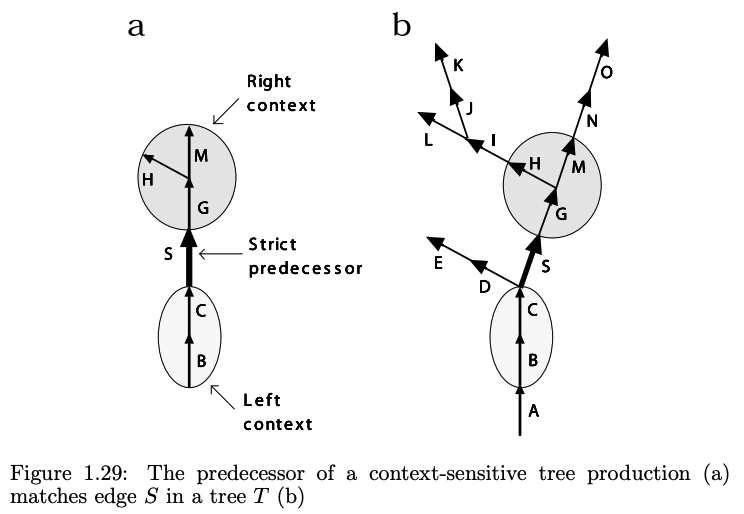 a
b
Right
context
K
O
J
N
L
I
M
H
H
M
G
G
S
Strict
predecessor
S
E
D
C
C
B
B
Left
context
A
Figure 1.29: The predecessor of a context-sensitive tree production (a)
matches edge S in a tree T (b)